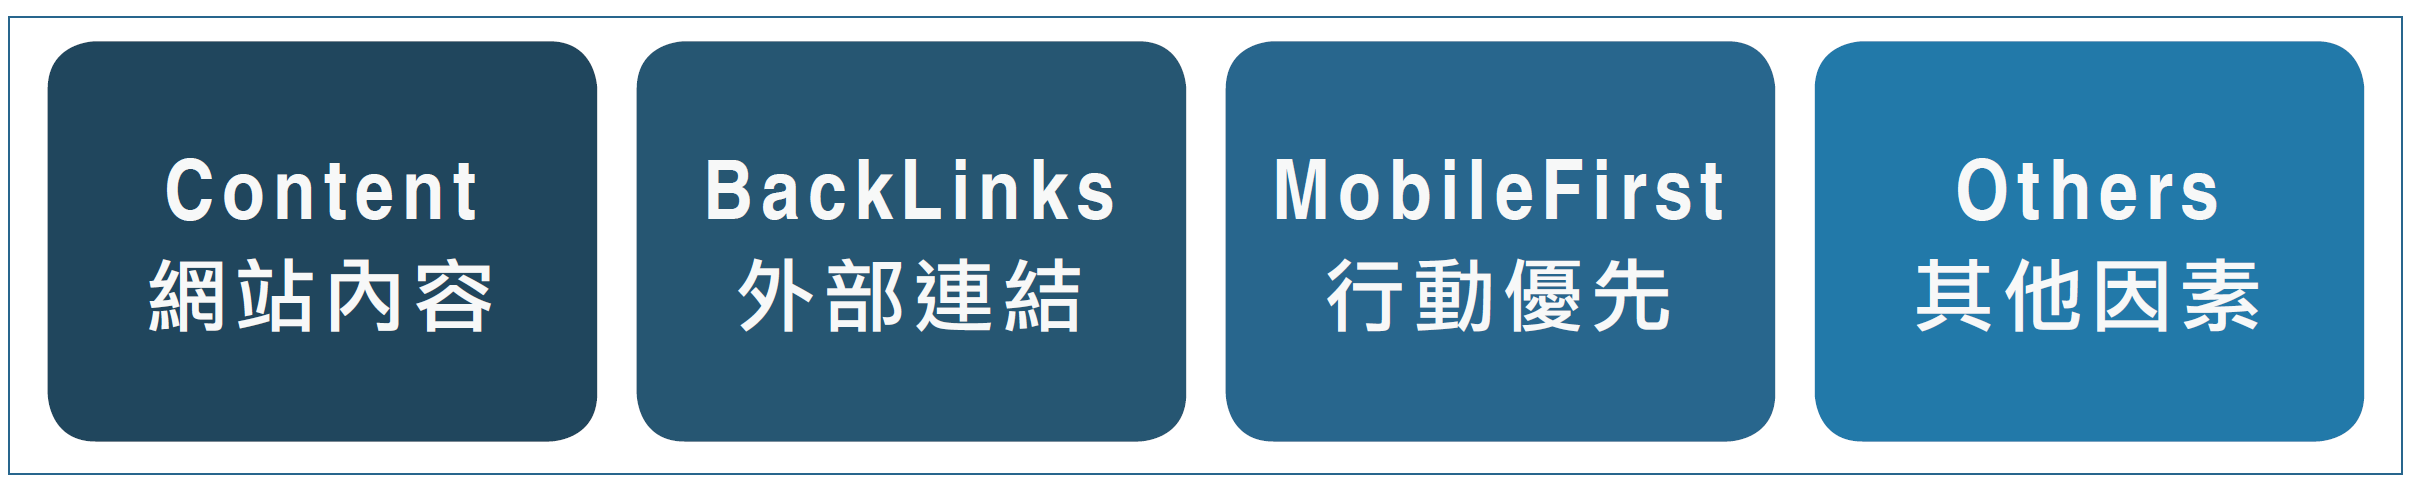 Content
網站內容
BackLinks
外部連結
MobileFirst
行動優先
Others
其他因素